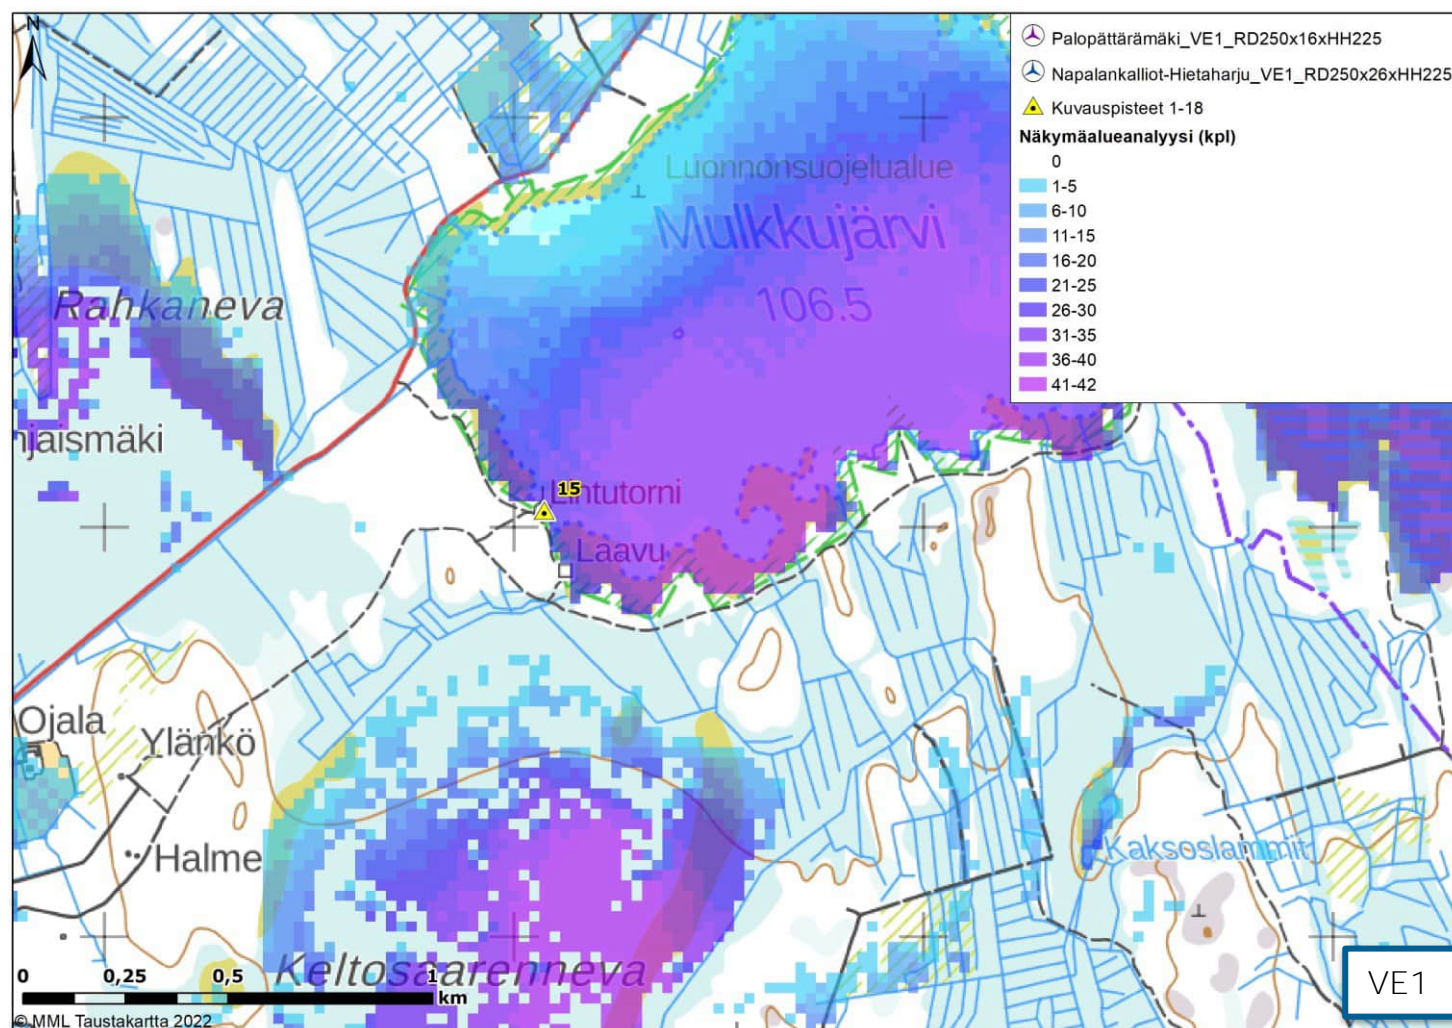 N
Palopättärämäki_VE1_RD250x16xHH225
Napalankalliot-Hietaharju_VE1_RD250x26xHH225
Kuvauspisteet 1-18
Näkymäalueanalyysi (kpl)
0
1-5
6-10
11-15
16-20
21-25
26-30
31-35
36-40
41-42
Luonnonsuojelualue
Mulkkujärvi
106.5
Rahkaneva
njaismäki
15
Lintutorni
Laavu
Ojala
Ylänkö
Halme
Kaksoslammit
Keltosaarenneva
0 0,25 0,5 1
km
© MML Taustakartta 2022
VE1